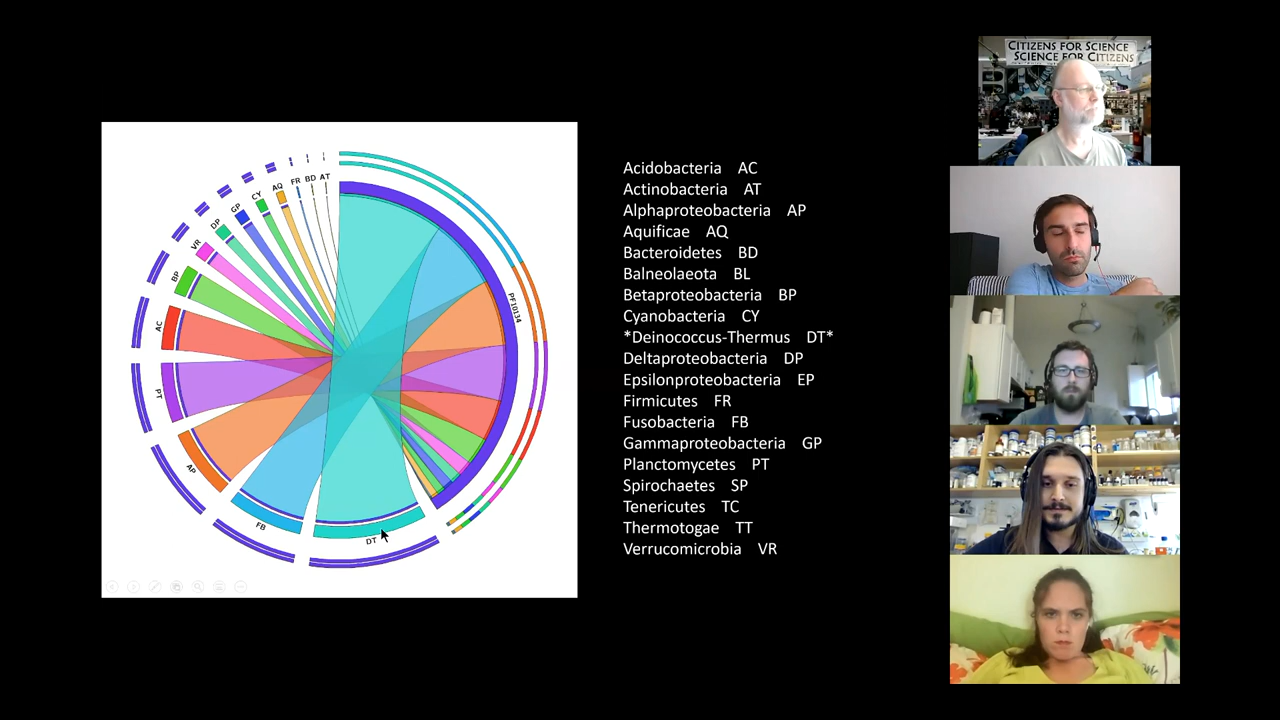 CITIZENS FOR SCIENCE
SCIENCE FOR CITIZENS
AT
BD
FR
AQ
CY
GP
DP
VR
BP
AC
PT
AP
FB
DT
PF10134
Acidobacteria AC
Actinobacteria AT
Alphaproteobacteria AP
Aquificae AQ
Bacteroidetes BD
Balneolaeota BL
Betaproteobacteria BP
Cyanobacteria CY
*Deinococcus-Thermus DT*
Deltaproteobacteria DP
Epsilonproteobacteria EP
Firmicutes FR
Fusobacteria FB
Gammaproteobacteria GP
Planctomycetes PT
Spirochaetes SP
Tenericutes TC
Thermotogae TT
Verrucomicrobia VR